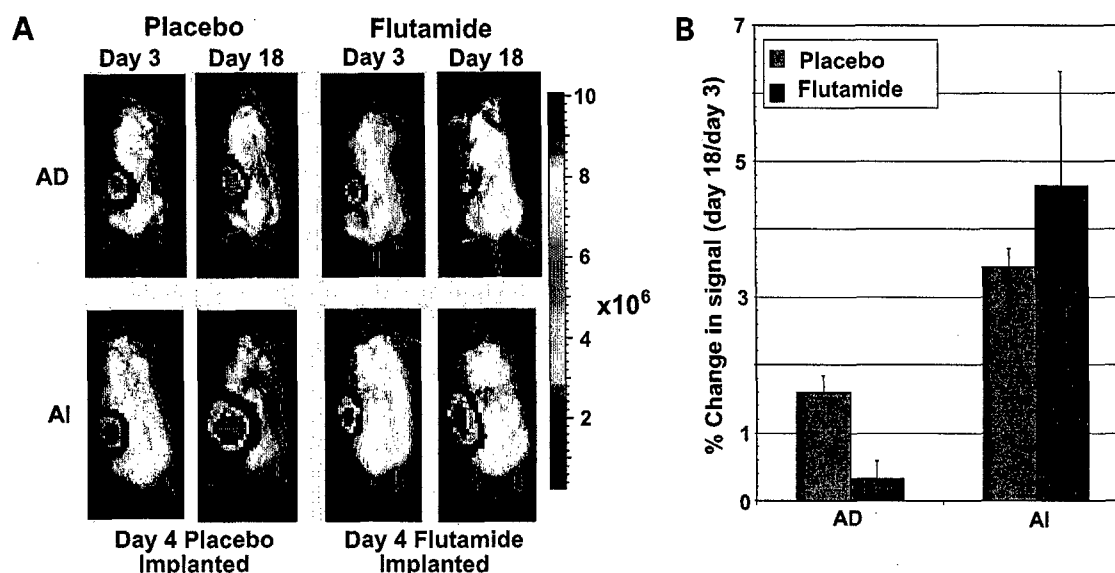 A
Placebo
Flutamide
Day 3
Day 18
Day 3
Day 18
AD
AI
Day 4 Placebo
Implanted
Day 4 Flutamide
Implanted
10
8
6
x10⁶
4
2
B
% Change in signal (day 18/day 3)
7
5
3
1
0
Placebo
Flutamide
AD
AI